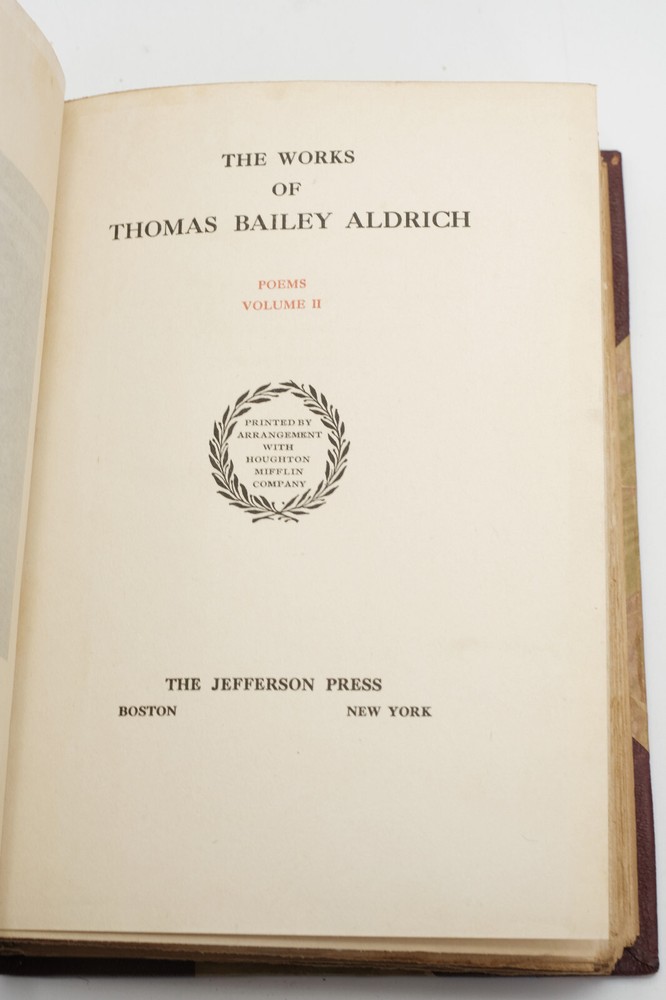 THE WORKS
OF
THOMAS BAILEY ALDRICH
POEMS
VOLUME II
PRINTED BY
ARRANGEMENT
WITH
HOUGHTON
MIFFLIN
COMPANY
THE JEFFERSON PRESS
BOSTON NEW YORK